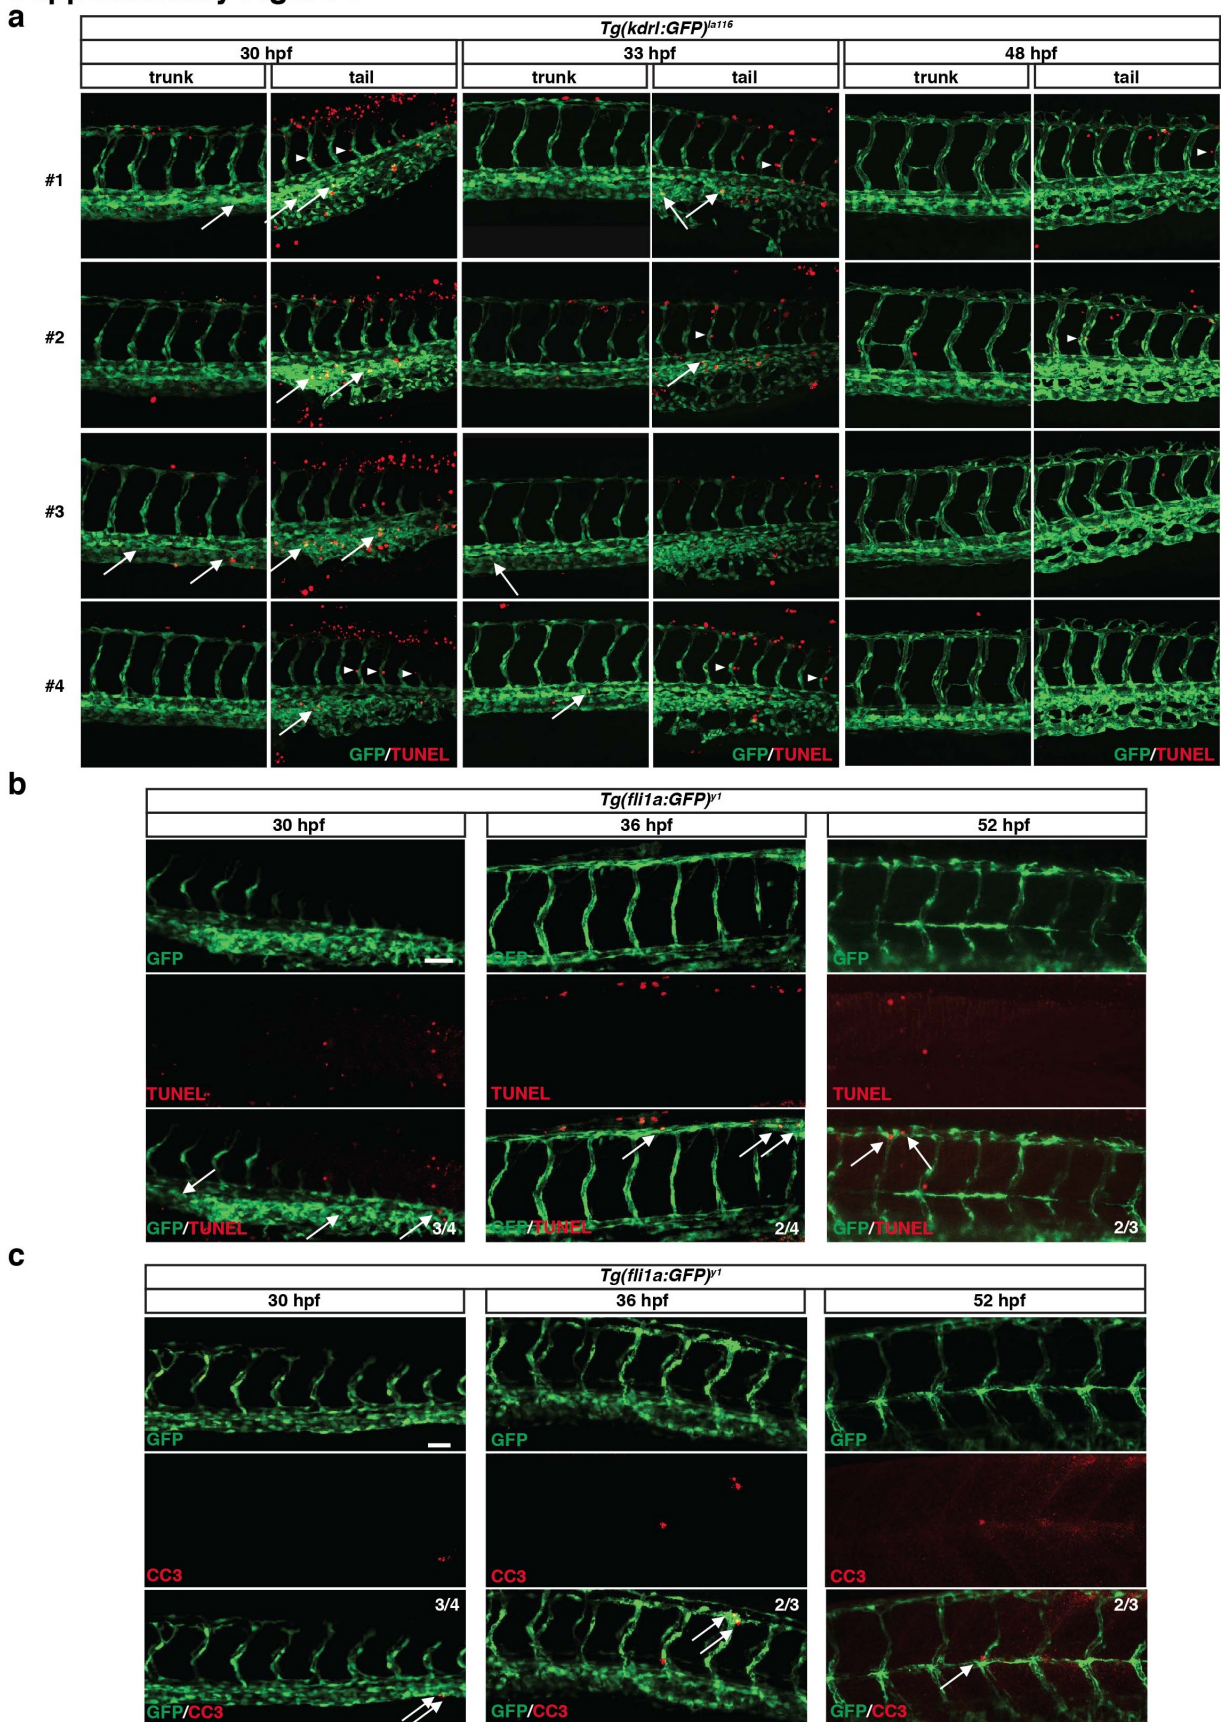 a
Tg(kdrl:GFP)la116
30 hpf
33 hpf
48 hpf
trunk
tail
trunk
tail
trunk
tail
#1
#2
#3
#4
GFP/TUNEL
GFP/TUNEL
GFP/TUNEL
b
Tg(fli1a:GFP)y1
30 hpf
36 hpf
52 hpf
GFP
GFP
GFP
TUNEL
TUNEL
TUNEL
GFP/TUNEL
3/4
GFP/TUNEL
2/4
GFP/TUNEL
2/3
c
Tg(fli1a:GFP)y1
30 hpf
36 hpf
52 hpf
GFP
GFP
GFP
CC3
CC3
CC3
3/4
2/3
2/3
GFP/CC3
GFP/CC3
GFP/CC3